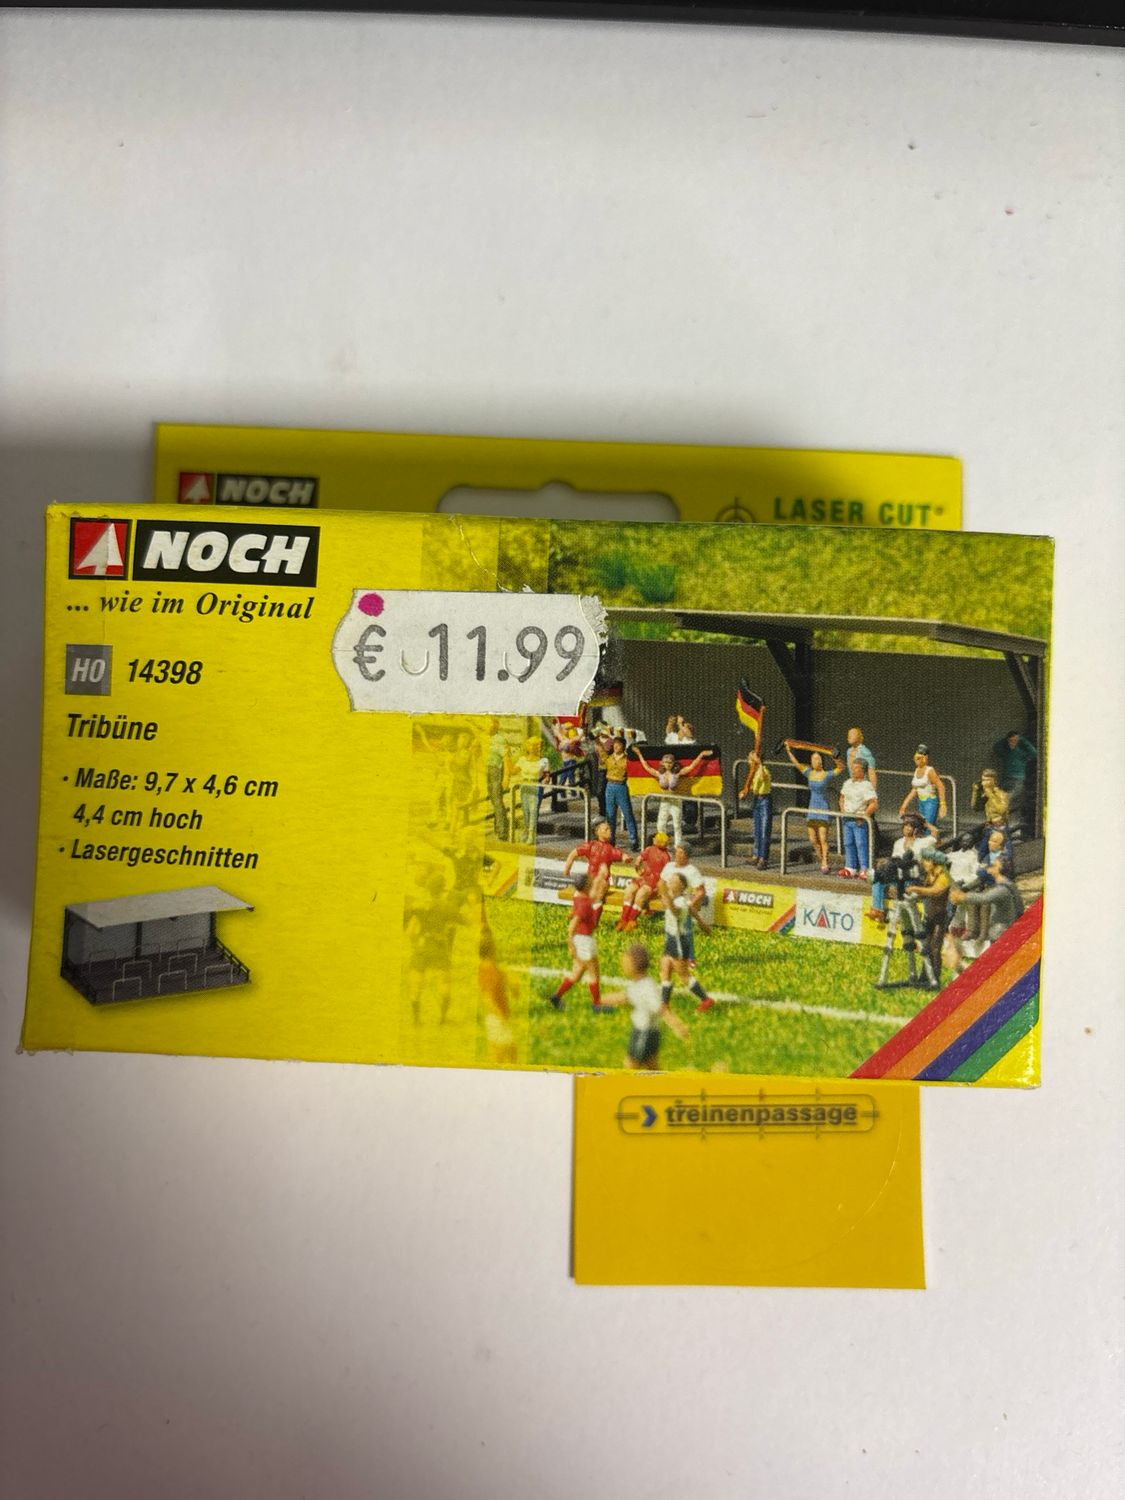 NOCH
LASER CUT®
NOCH
... wie im Original
€ 11.99
H0 14398
Tribüne
· Maße: 9,7 x 4,6 cm
4,4 cm hoch
· Lasergeschnitten
NOCH
KATO
treinenpassage